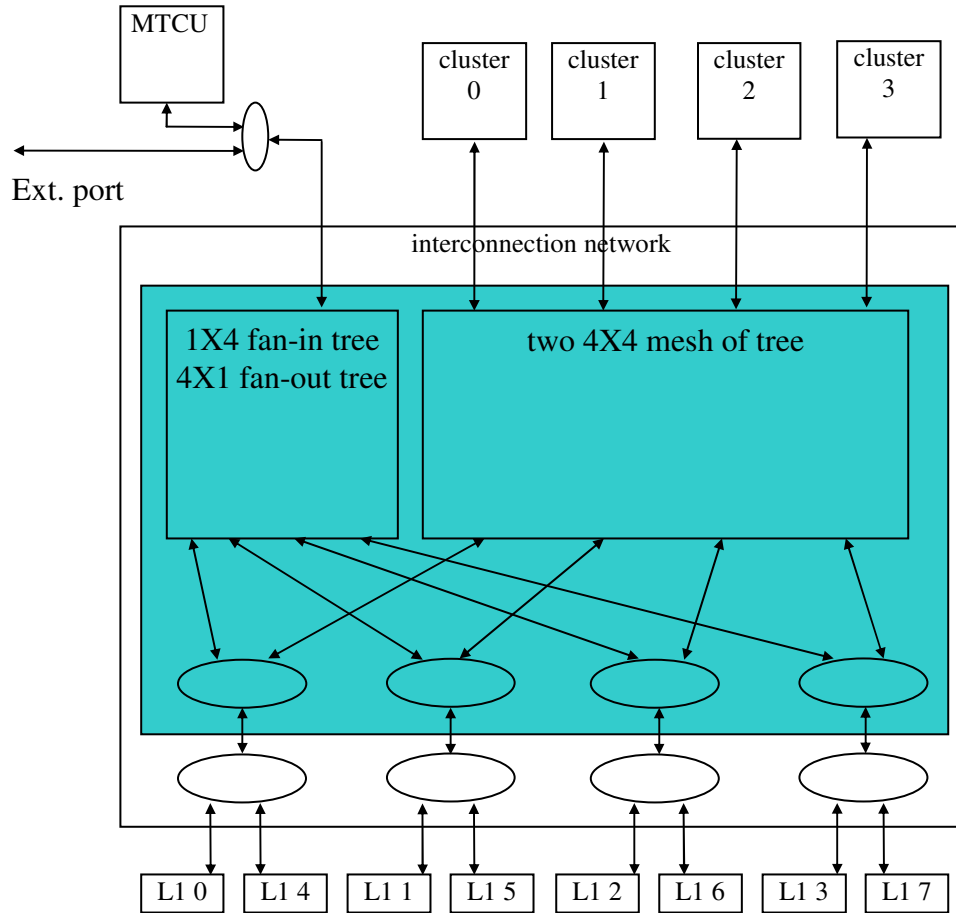 MTCU
cluster
0
cluster
1
cluster
2
cluster
3
Ext. port
interconnection network
1X4 fan-in tree
4X1 fan-out tree
two 4X4 mesh of tree
L1 0
L1 4
L1 1
L1 5
L1 2
L1 6
L1 3
L1 7